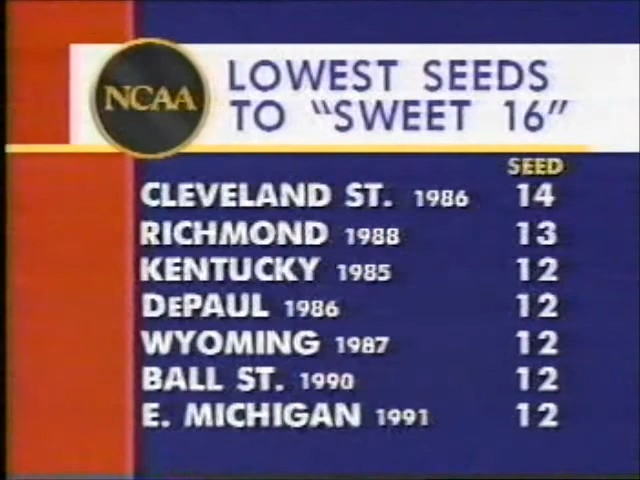 NCAA
LOWEST SEEDS
TO "SWEET 16"
SEED
CLEVELAND ST. 1986 14
RICHMOND 1988 13
KENTUCKY 1985 12
DePAUL 1986 12
WYOMING 1987 12
BALL ST. 1990 12
E. MICHIGAN 1991 12